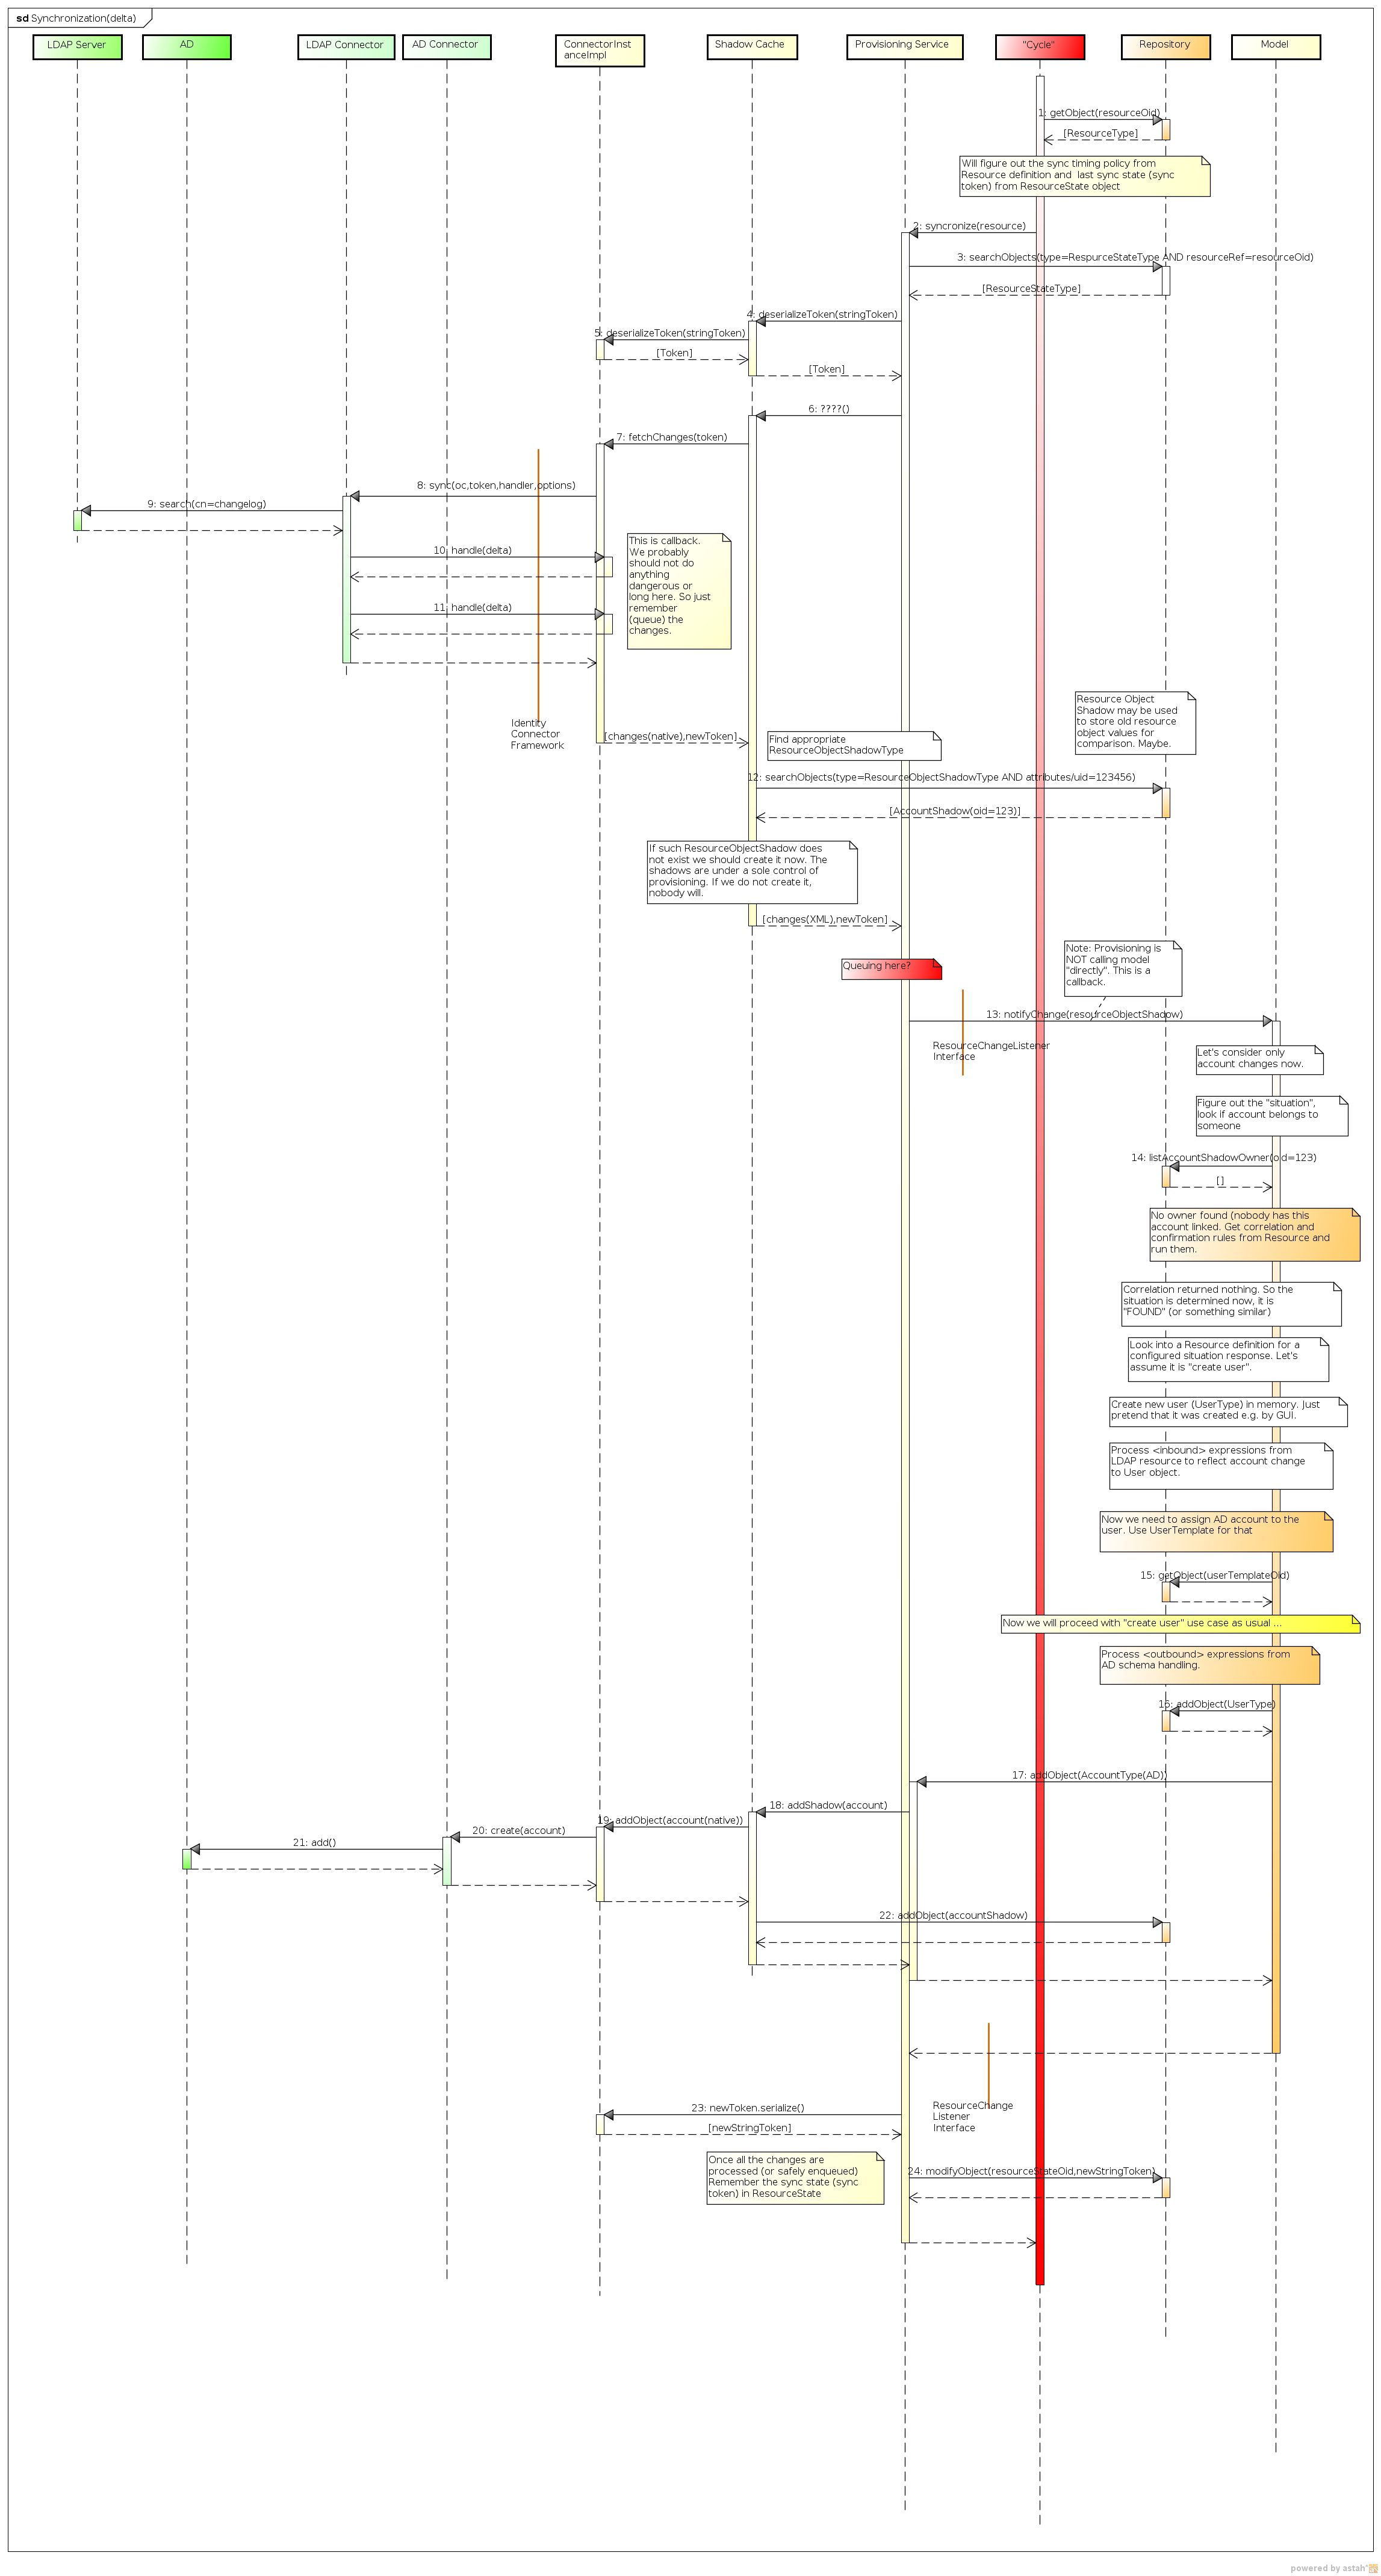 sd Synchronization(delta)
LDAP Server
AD
LDAP Connector
AD Connector
ConnectorInst
anceImpl
Shadow Cache
Provisioning Service
"Cycle"
Repository
Model
1: getObject(resourceOid)
[ResourceType]
Will figure out the sync timing policy from
Resource definition and  last sync state (sync
token) from ResourceState object
2: syncronize(resource)
3: searchObjects(type=RespurceStateType AND resourceRef=resourceOid)
[ResourceStateType]
4: deserializeToken(stringToken)
5: deserializeToken(stringToken)
[Token]
[Token]
6: ????()
7: fetchChanges(token)
8: sync(oc,token,handler,options)
9: search(cn=changelog)
10: handle(delta)
11: handle(delta)
This is callback.
We probably
should not do
anything
dangerous or
long here. So just
remember
(queue) the
changes.
Identity
Connector
Framework
[changes(native),newToken]
Resource Object
Shadow may be used
to store old resource
object values for
comparison. Maybe.
Find appropriate
ResourceObjectShadowType
12: searchObjects(type=ResourceObjectShadowType AND attributes/uid=123456)
[AccountShadow(oid=123)]
If such ResourceObjectShadow does
not exist we should create it now. The
shadows are under a sole control of
provisioning. If we do not create it,
nobody will.
[changes(XML),newToken]
Note: Provisioning is
NOT calling model
"directly". This is a
callback.
Queuing here?
13: notifyChange(resourceObjectShadow)
ResourceChangeListener
Interface
Let's consider only
account changes now.
Figure out the "situation",
look if account belongs to
someone
14: listAccountShadowOwner(oid=123)
[]
No owner found (nobody has this
account linked. Get correlation and
confirmation rules from Resource and
run them.
Correlation returned nothing. So the
situation is determined now, it is
"FOUND" (or something similar)
Look into a Resource definition for a
configured situation response. Let's
assume it is "create user".
Create new user (UserType) in memory. Just
pretend that it was created e.g. by GUI.
Process <inbound> expressions from
LDAP resource to reflect account change
to User object.
Now we need to assign AD account to the
user. Use UserTemplate for that
15: getObject(userTemplateOid)
Now we will proceed with "create user" use case as usual ...
Process <outbound> expressions from
AD schema handling.
16: addObject(UserType)
17: addObject(AccountType(AD))
18: addShadow(account)
19: addObject(account(native))
20: create(account)
21: add()
22: addObject(accountShadow)
23: newToken.serialize()
[newStringToken]
ResourceChange
Listener
Interface
Once all the changes are
processed (or safely enqueued)
Remember the sync state (sync
token) in ResourceState
24: modifyObject(resourceStateOid,newStringToken)
powered by astah*